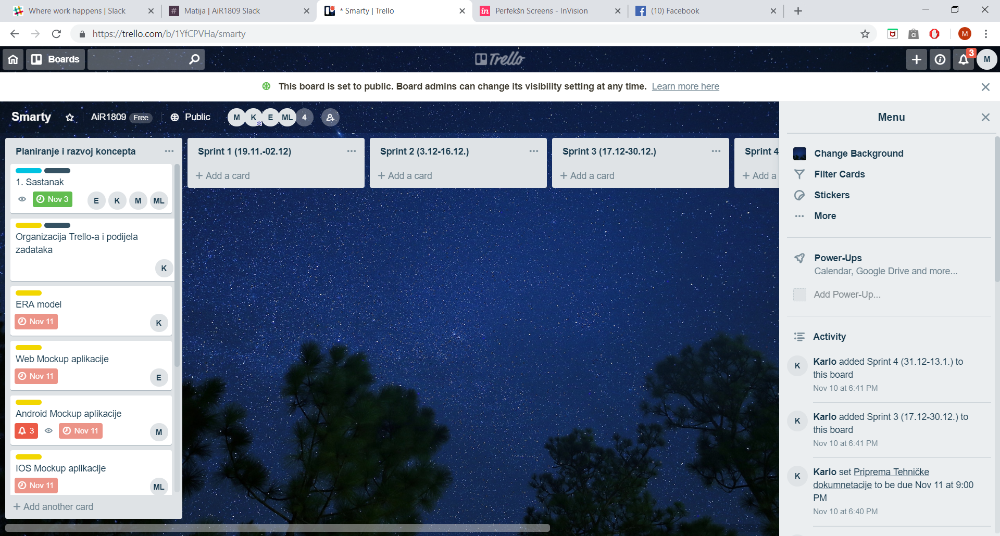 Where work happens | Slack
Matija | AiR1809 Slack
* Smarty | Trello
Perfekšn Screens - InVision
(10) Facebook
https://trello.com/b/1YfCPVHa/smarty
M
Boards
Trello
3
M
This board is set to public. Board admins can change its visibility setting at any time. Learn more here
Smarty
AiR1809 Free
Public
M K E ML 4
Planiranje i razvoj koncepta
1. Sastanak
Nov 3
E K M ML
Organizacija Trello-a i podijela
zadataka
K
ERA model
Nov 11
K
Web Mockup aplikacije
Nov 11
E
Android Mockup aplikacije
3 Nov 11
M
IOS Mockup aplikacije
Nov 11
ML
+ Add another card
Sprint 1 (19.11.-02.12)
+ Add a card
Sprint 2 (3.12-16.12.)
+ Add a card
Sprint 3 (17.12-30.12.)
+ Add a card
Sprint 4
+ Add a
Menu
Change Background
Filter Cards
Stickers
More
Power-Ups
Calendar, Google Drive and more...
Add Power-Up...
Activity
K
Karlo added Sprint 4 (31.12-13.1.) to
this board
Nov 10 at 6:41 PM
K
Karlo added Sprint 3 (17.12-30.12.) to
this board
Nov 10 at 6:41 PM
K
Karlo set Priprema Tehničke
dokumnetacije to be due Nov 11 at 9:00
PM
Nov 10 at 6:40 PM